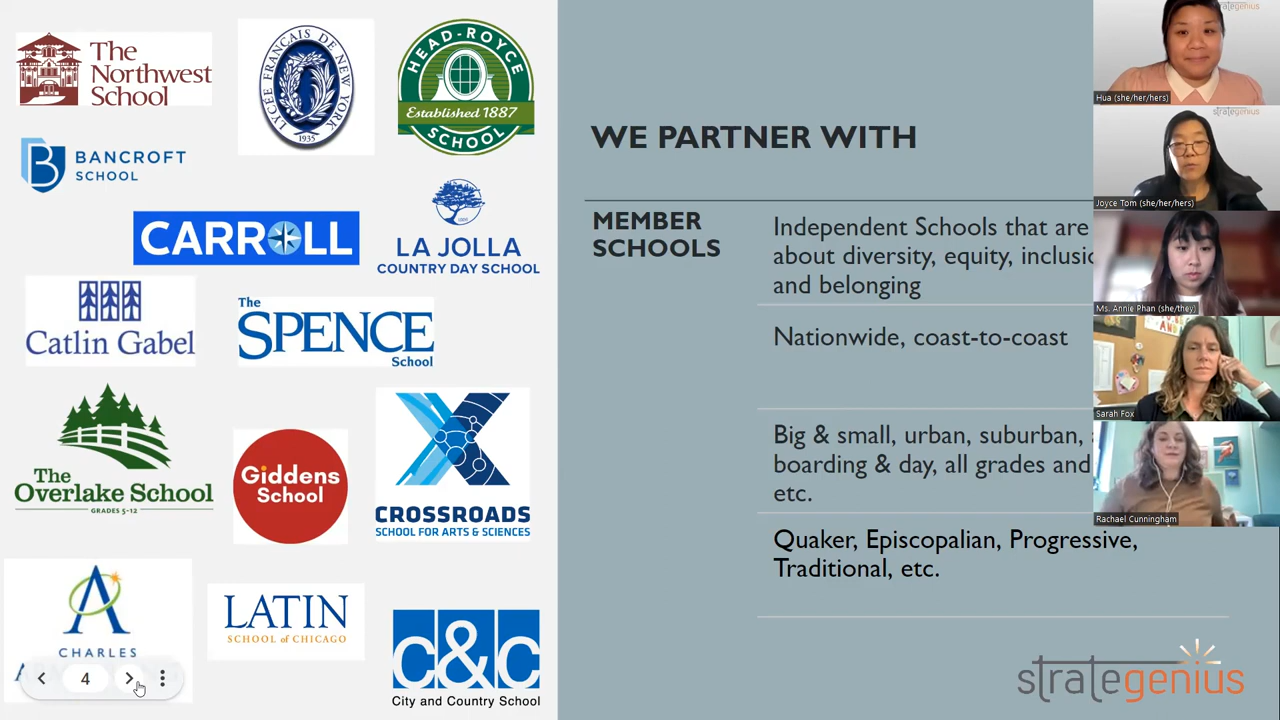 The
Northwest
School
LYCÉE FRANÇAIS DE NEW YORK
1935
HEAD-ROYCE
Established 1887
SCHOOL
B
BANCROFT
SCHOOL
CARROLL
LA JOLLA
COUNTRY DAY SCHOOL
Catlin Gabel
The
SPENCE
School
The
Overlake School
GRADES 5-12
Giddens
School
CROSSROADS
SCHOOL FOR ARTS & SCIENCES
CHARLES
4
LATIN
SCHOOL of CHICAGO
c&c
City and Country School
WE PARTNER WITH
MEMBER
SCHOOLS
Independent Schools that are
about diversity, equity,
and belonging
Nationwide, coast-to-coast
Big & small, urban, suburban,
boarding & day, all grades and
etc.
Quaker, Episcopalian, Progressive,
Traditional, etc.
strategenius
strategenius
Hua (she/her/hers)
strategenius
Joyce Tom (she/her/hers)
Ms. Annie Phan (she/they)
Sarah Fox
Rachael Cunningham